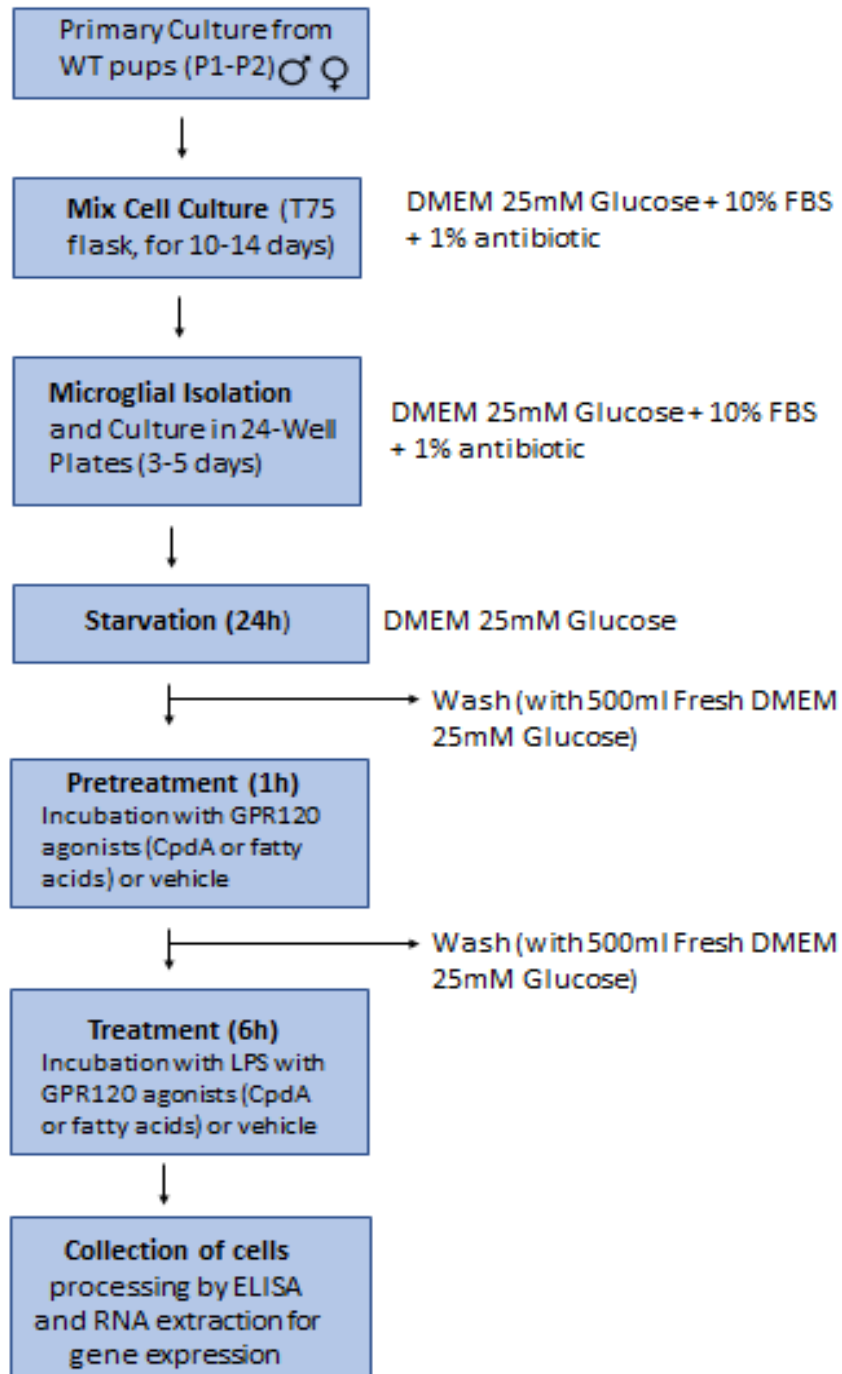 Primary Culture from
WT pups (P1-P2)♂ ♀
Mix Cell Culture (T75
flask, for 10-14 days)
DMEM 25mM Glucose + 10% FBS
+ 1% antibiotic
Microglial Isolation
and Culture in 24-Well
Plates (3-5 days)
DMEM 25mM Glucose + 10% FBS
+ 1% antibiotic
Starvation (24h)
DMEM 25mM Glucose
Wash (with 500ml Fresh DMEM
25mM Glucose)
Pretreatment (1h)
Incubation with GPR120
agonists (CpdA or fatty
acids) or vehicle
Wash (with 500ml Fresh DMEM
25mM Glucose)
Treatment (6h)
Incubation with LPS with
GPR120 agonists (CpdA
or fatty acids) or vehicle
Collection of cells
processing by ELISA
and RNA extraction for
gene expression